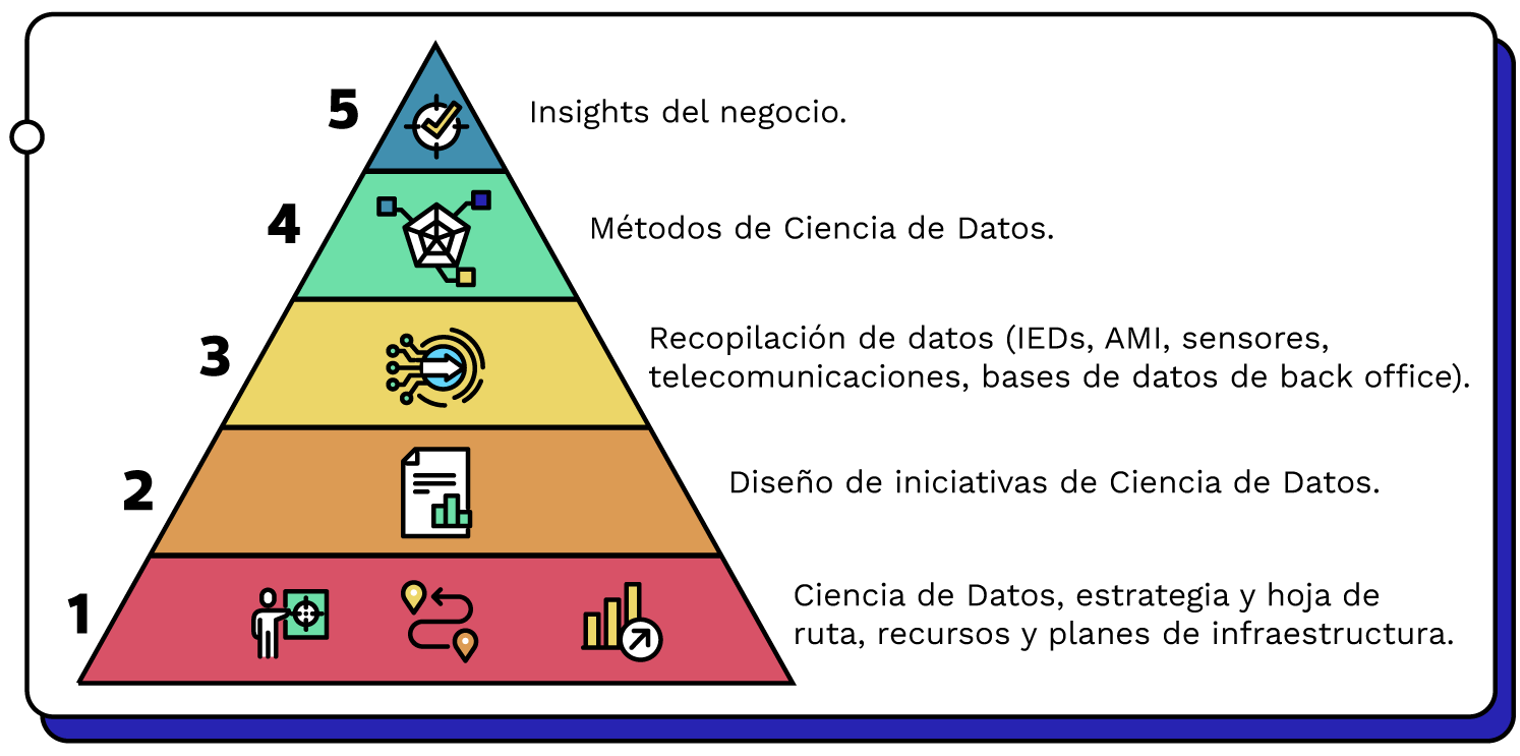 5
Insights del negocio.
4
Métodos de Ciencia de Datos.
3
Recopilación de datos (IEDs, AMI, sensores,
telecomunicaciones, bases de datos de back office).
2
Diseño de iniciativas de Ciencia de Datos.
1
Ciencia de Datos, estrategia y hoja de
ruta, recursos y planes de infraestructura.